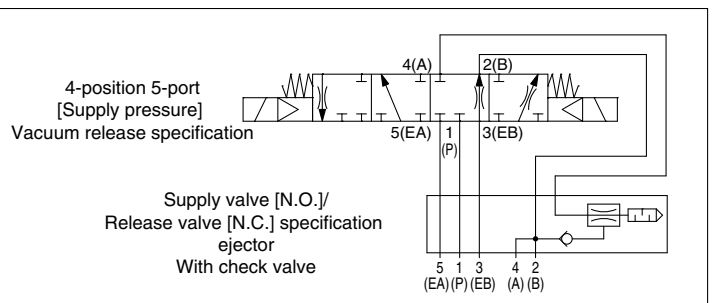 4-position 5-port
[Supply pressure]
Vacuum release specification
4(A) 2(B)
5(EA) 1 3(EB)
(P)
Supply valve [N.O.]/
Release valve [N.C.] specification
ejector
With check valve
5 1 3 4 2
(EA) (P) (EB) (A) (B)